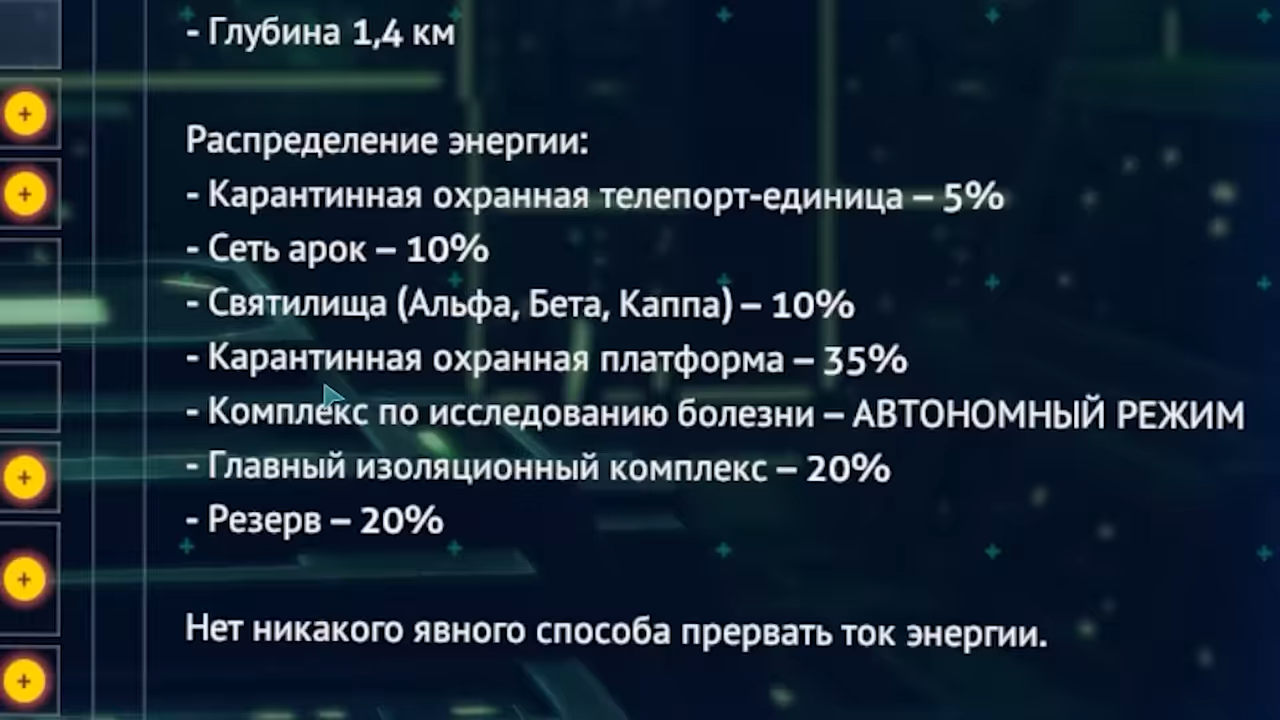 - Глубина 1,4 км
Распределение энергии:
- Карантинная охранная телепорт-единица – 5%
- Сеть арок – 10%
- Святилища (Альфа, Бета, Каппа) – 10%
- Карантинная охранная платформа – 35%
- Комплекс по исследованию болезни – АВТОНОМНЫЙ РЕЖИМ
- Главный изоляционный комплекс – 20%
- Резерв – 20%
Нет никакого явного способа прервать ток энергии.